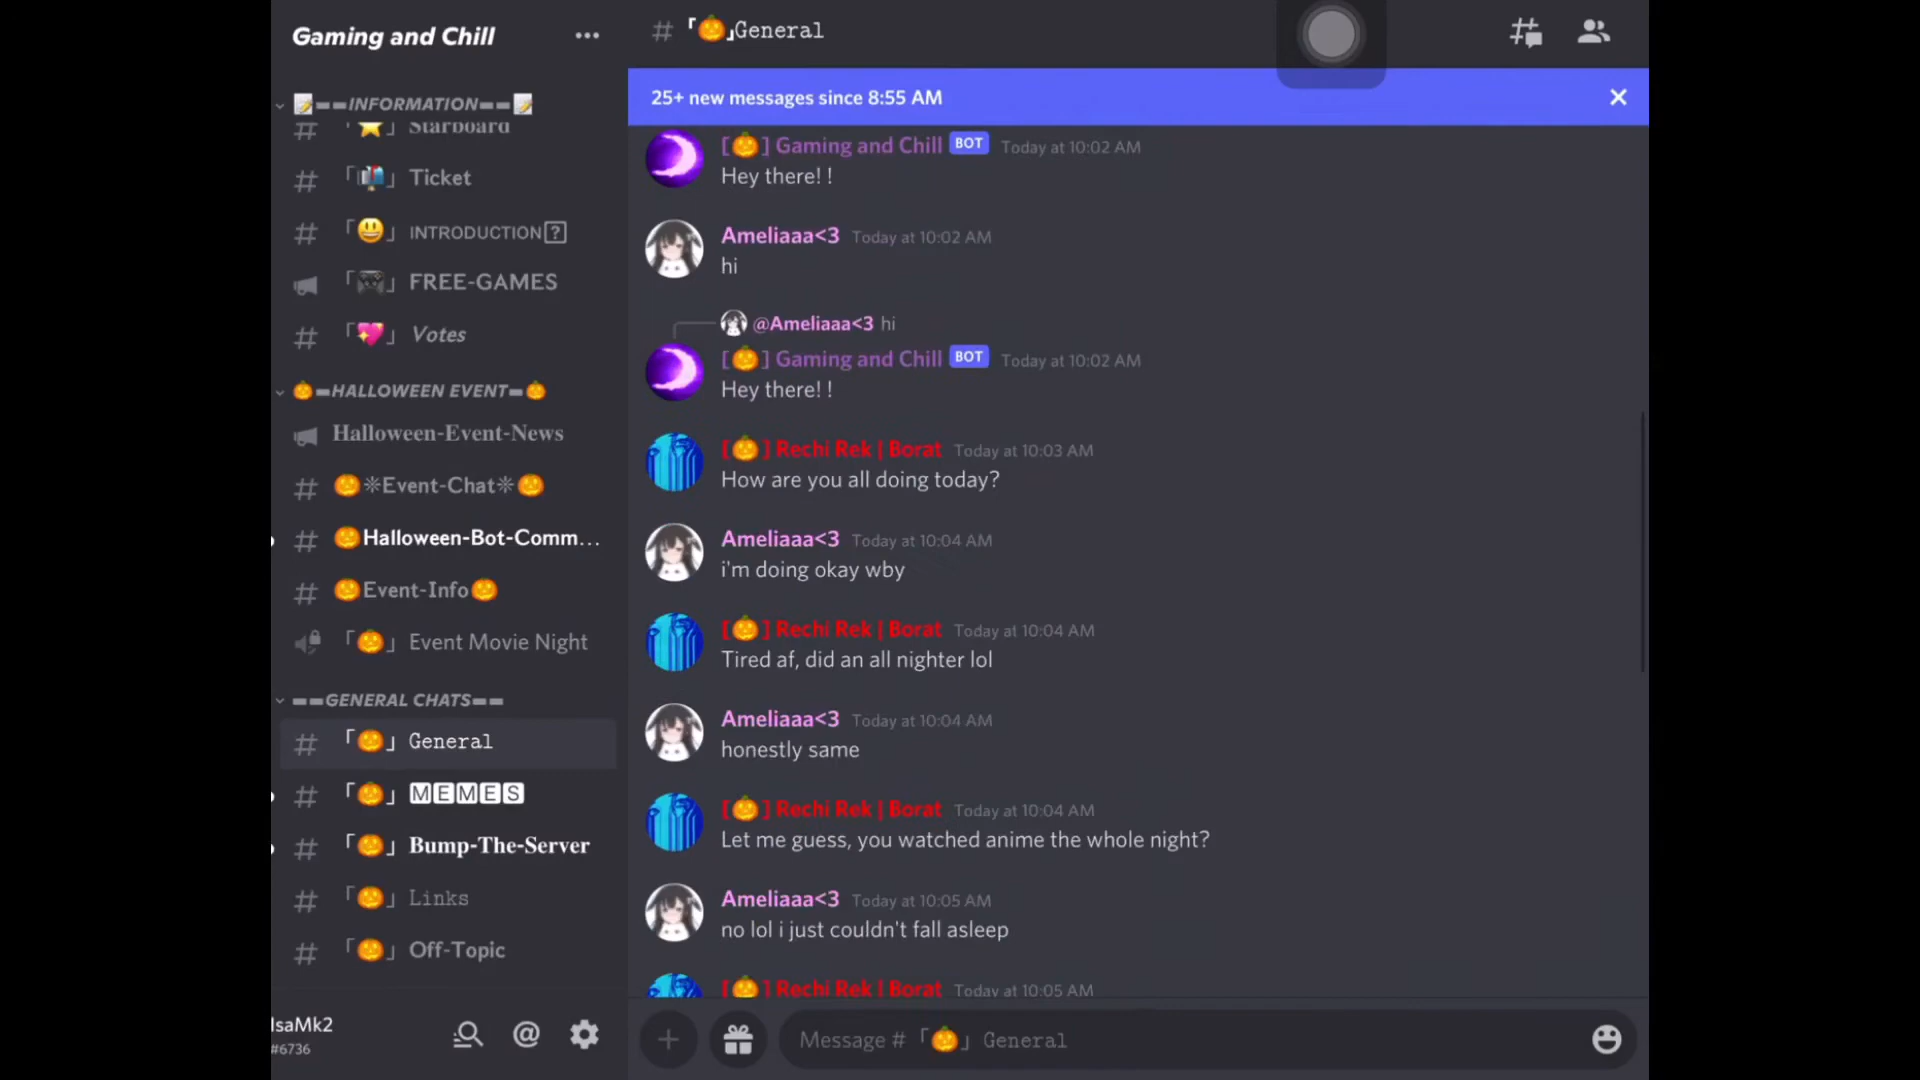 Gaming and Chill
📝==INFORMATION==📝
「⭐」 Starboard
「📬」 Ticket
「😃」 INTRODUCTION?
「🎮」 FREE-GAMES
「💖」 Votes
🎃=HALLOWEEN EVENT=🎃
Halloween-Event-News
🎃❊Event-Chat❊🎃
🎃Halloween-Bot-Comm...
🎃Event-Info🎃
「🎃」 Event Movie Night
==GENERAL CHATS==
「🎃」 General
「🎃」 MEMES
「🎃」 Bump-The-Server
「🎃」 Links
「🎃」 Off-Topic
IsaMk2
#6736
# 「🎃」General
25+ new messages since 8:55 AM
[🎃] Gaming and Chill BOT Today at 10:02 AM
Hey there! !
Ameliaaa<3 Today at 10:02 AM
hi
@Ameliaaa<3 hi
[🎃] Gaming and Chill BOT Today at 10:02 AM
Hey there! !
[🎃] Rechi Rek | Borat Today at 10:03 AM
How are you all doing today?
Ameliaaa<3 Today at 10:04 AM
i'm doing okay wby
[🎃] Rechi Rek | Borat Today at 10:04 AM
Tired af, did an all nighter lol
Ameliaaa<3 Today at 10:04 AM
honestly same
[🎃] Rechi Rek | Borat Today at 10:04 AM
Let me guess, you watched anime the whole night?
Ameliaaa<3 Today at 10:05 AM
no lol i just couldn't fall asleep
[🎃] Rechi Rek | Borat Today at 10:05 AM
Message # 「🎃」 General